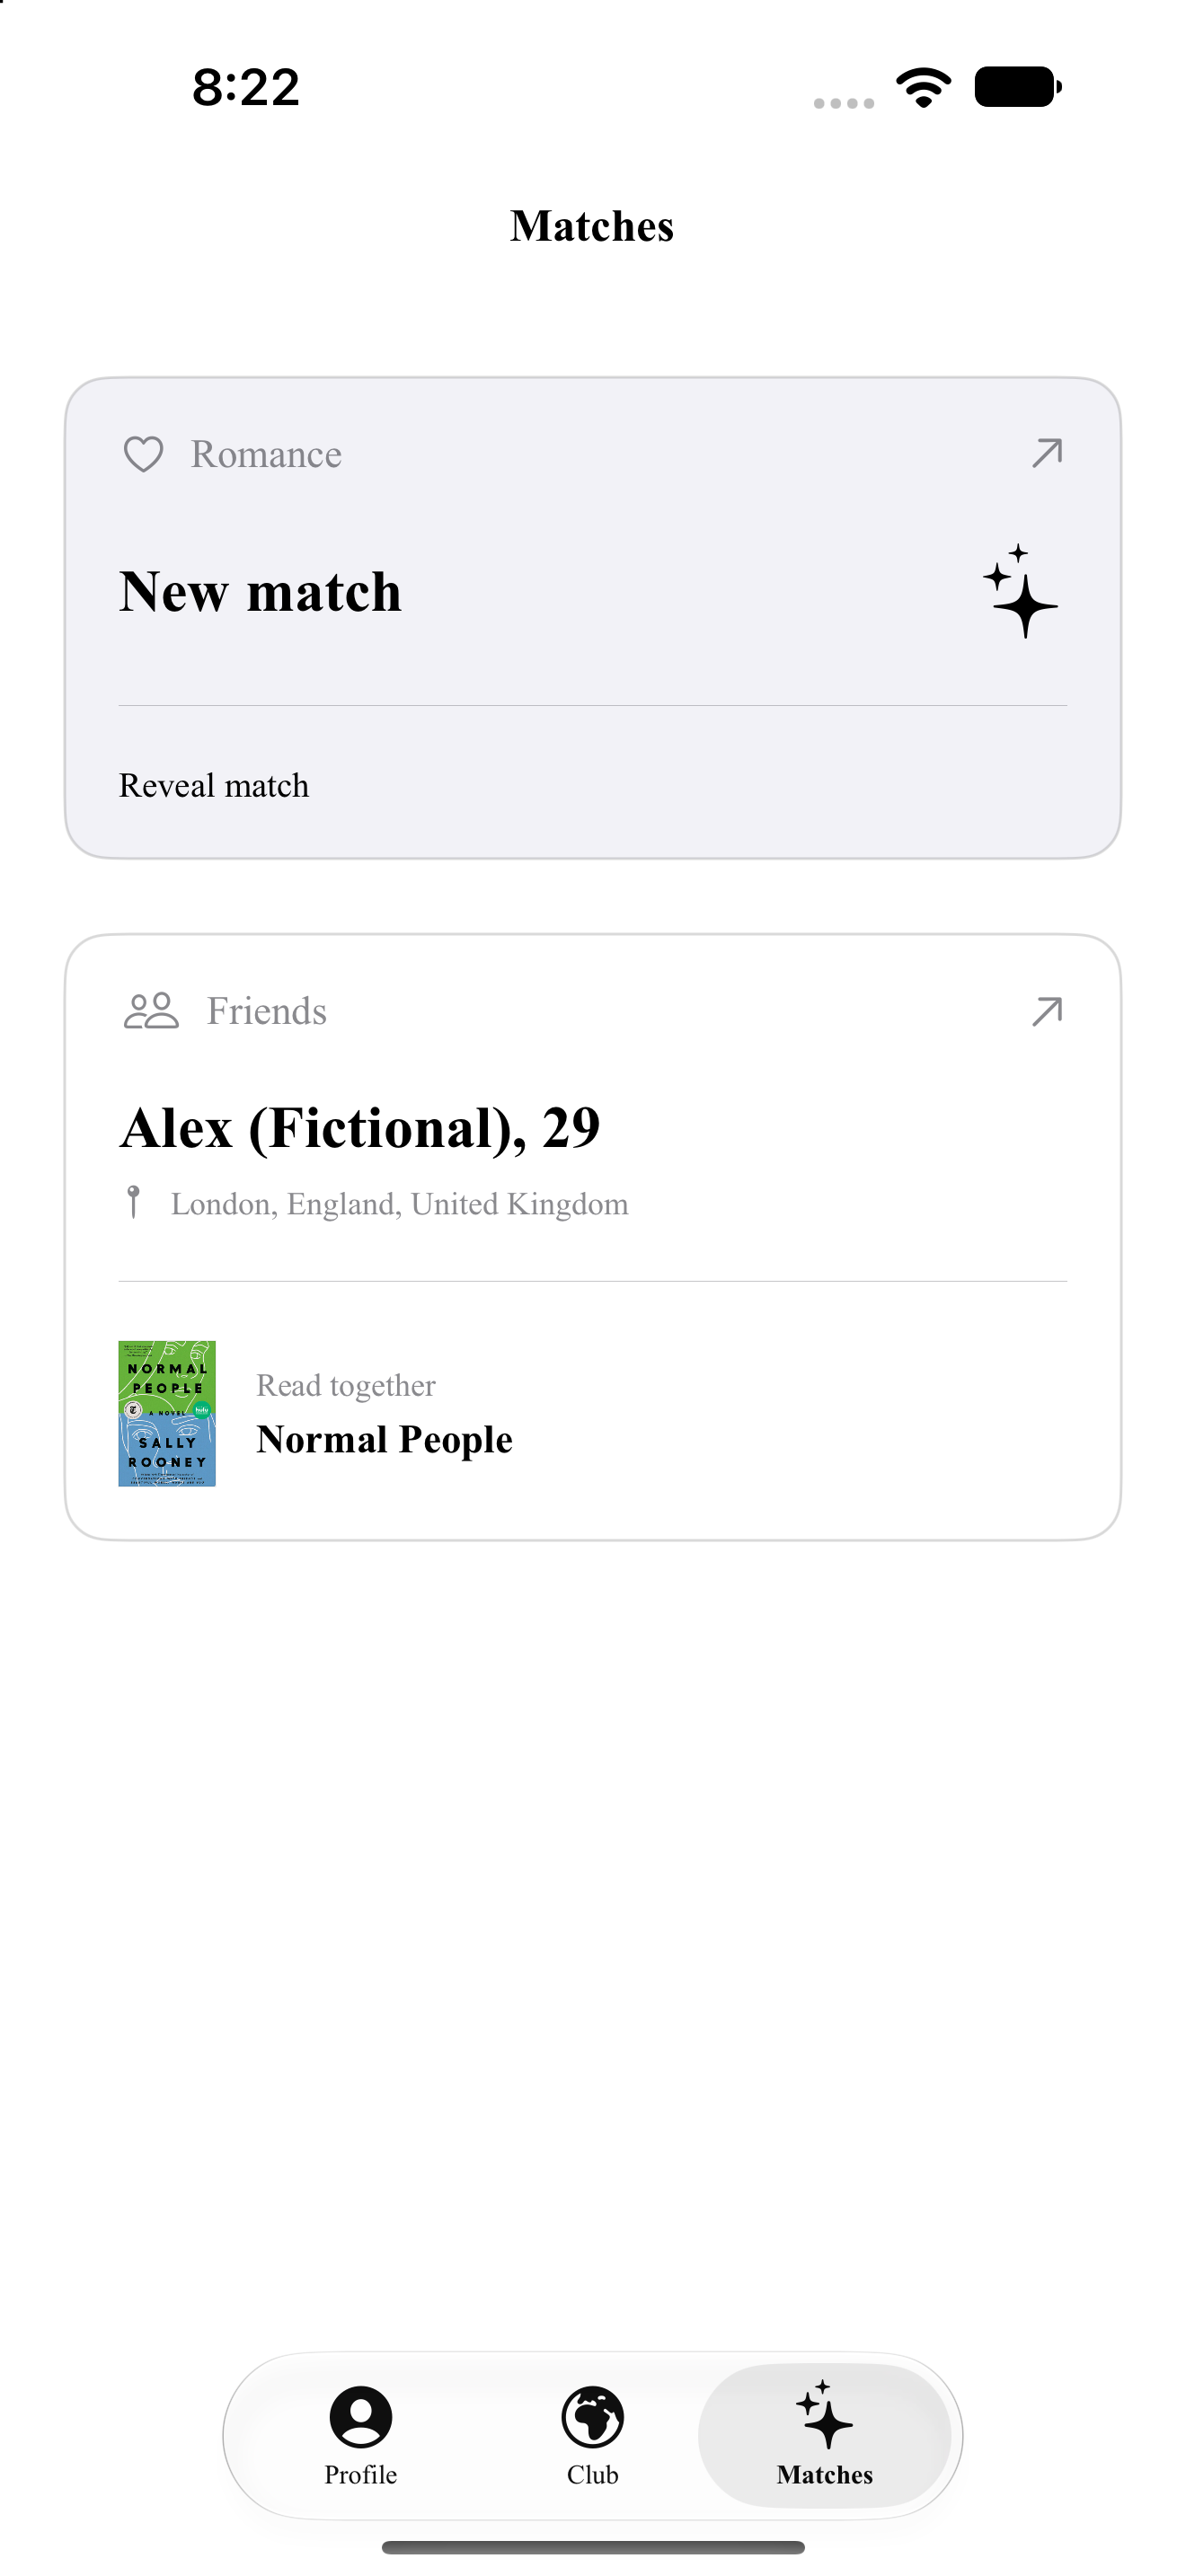 8:22
Matches
Romance
New match
Reveal match
Friends
Alex (Fictional), 29
London, England, United Kingdom
NORMAL
PEOPLE
A NOVEL
hulu
SALLY
ROONEY
Read together
Normal People
Profile
Club
Matches